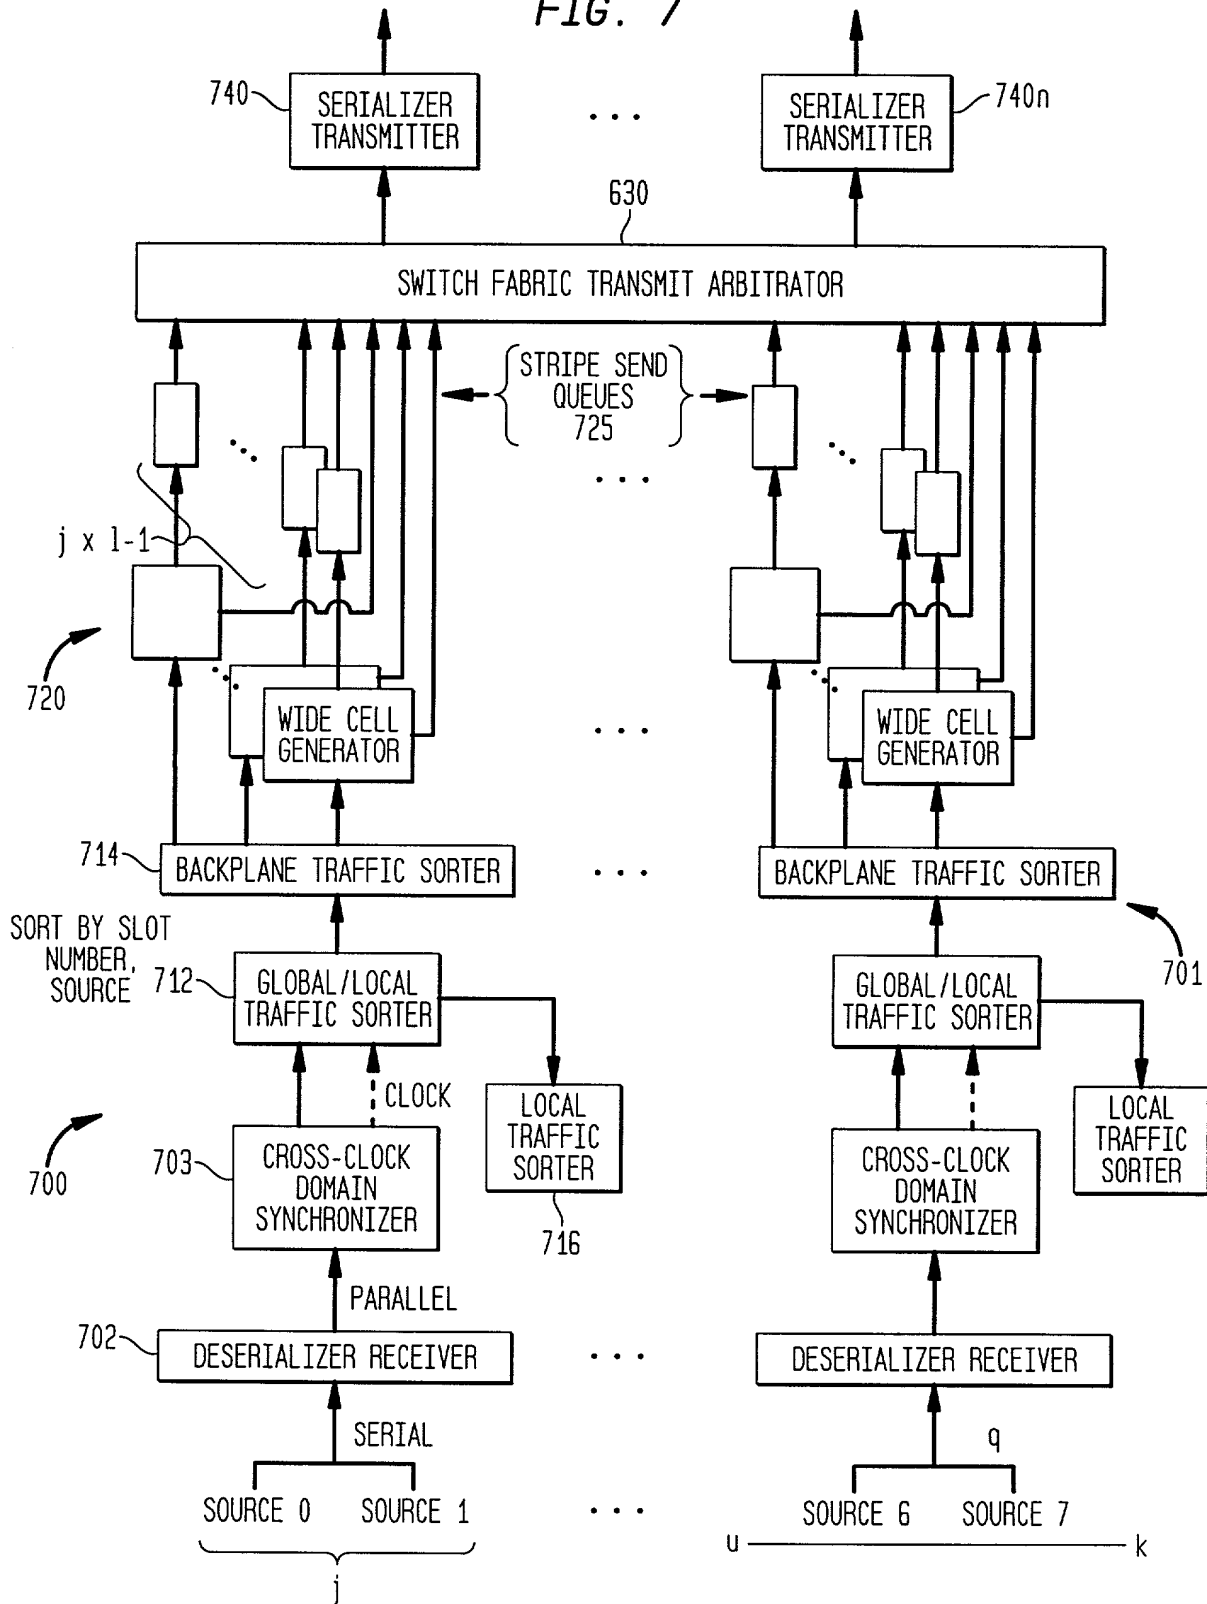 FIG. 7
740
SERIALIZER
TRANSMITTER
...
SERIALIZER
TRANSMITTER
740n
630
SWITCH FABRIC TRANSMIT ARBITRATOR
STRIPE SEND
QUEUES
725
...
j x l-1
720
WIDE CELL
GENERATOR
...
WIDE CELL
GENERATOR
714
BACKPLANE TRAFFIC SORTER
...
BACKPLANE TRAFFIC SORTER
701
SORT BY SLOT
NUMBER,
SOURCE
712
GLOBAL/LOCAL
TRAFFIC SORTER
GLOBAL/LOCAL
TRAFFIC SORTER
CLOCK
LOCAL
TRAFFIC
SORTER
716
LOCAL
TRAFFIC
SORTER
700
703
CROSS-CLOCK
DOMAIN
SYNCHRONIZER
CROSS-CLOCK
DOMAIN
SYNCHRONIZER
PARALLEL
702
DESERIALIZER RECEIVER
...
DESERIALIZER RECEIVER
SERIAL
q
SOURCE 0
SOURCE 1
...
SOURCE 6
SOURCE 7
j
u
k